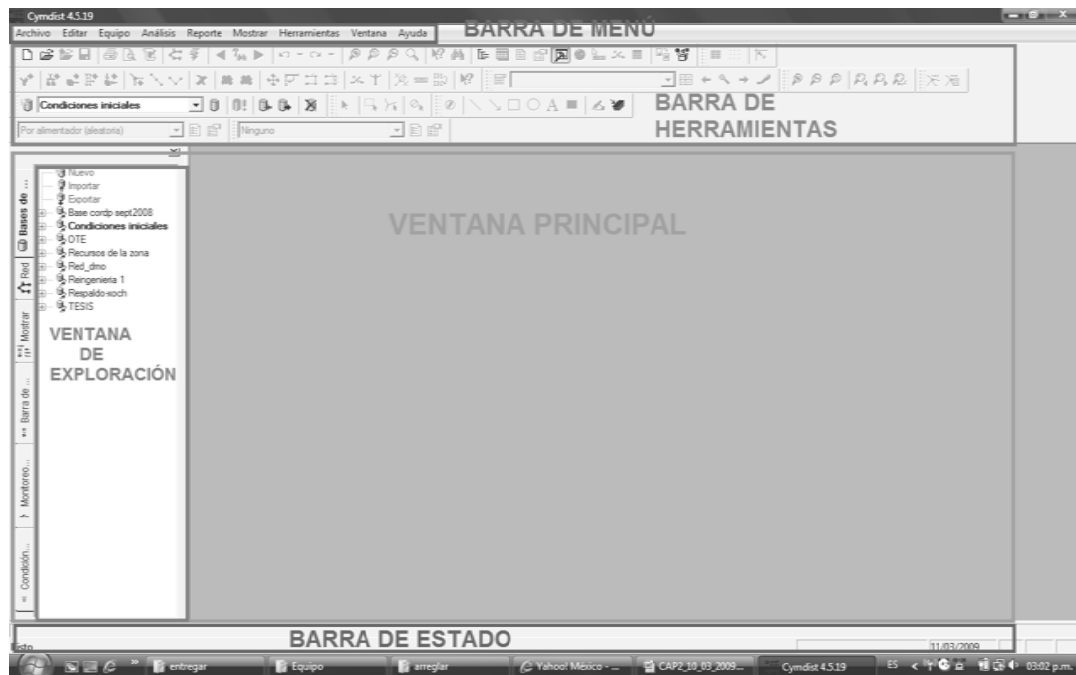 Cymdist 4.5.19
Archivo Editar Equipo Análisis Reporte Mostrar Herramientas Ventana Ayuda
BARRA DE MENÚ
Condiciones iniciales
BARRA DE
HERRAMIENTAS
Por alimentador (aleatoria)
Ninguno
Nuevo
Importar
Exportar
Base cordp sept2008
Condiciones iniciales
OTE
Recursos de la zona
Red_dmo
Reingenieria 1
Respaldo-xoch
TESIS
Bases de ...
Red
Mostrar
Barra de ...
Monitoreo...
Condición...
VENTANA
DE
EXPLORACIÓN
VENTANA PRINCIPAL
BARRA DE ESTADO
Listo
11/03/2009
entregar
Equipo
arreglar
Yahoo! México - ...
CAP2_10_03_2009...
Cymdist 4.5.19
ES
03:02 p.m.